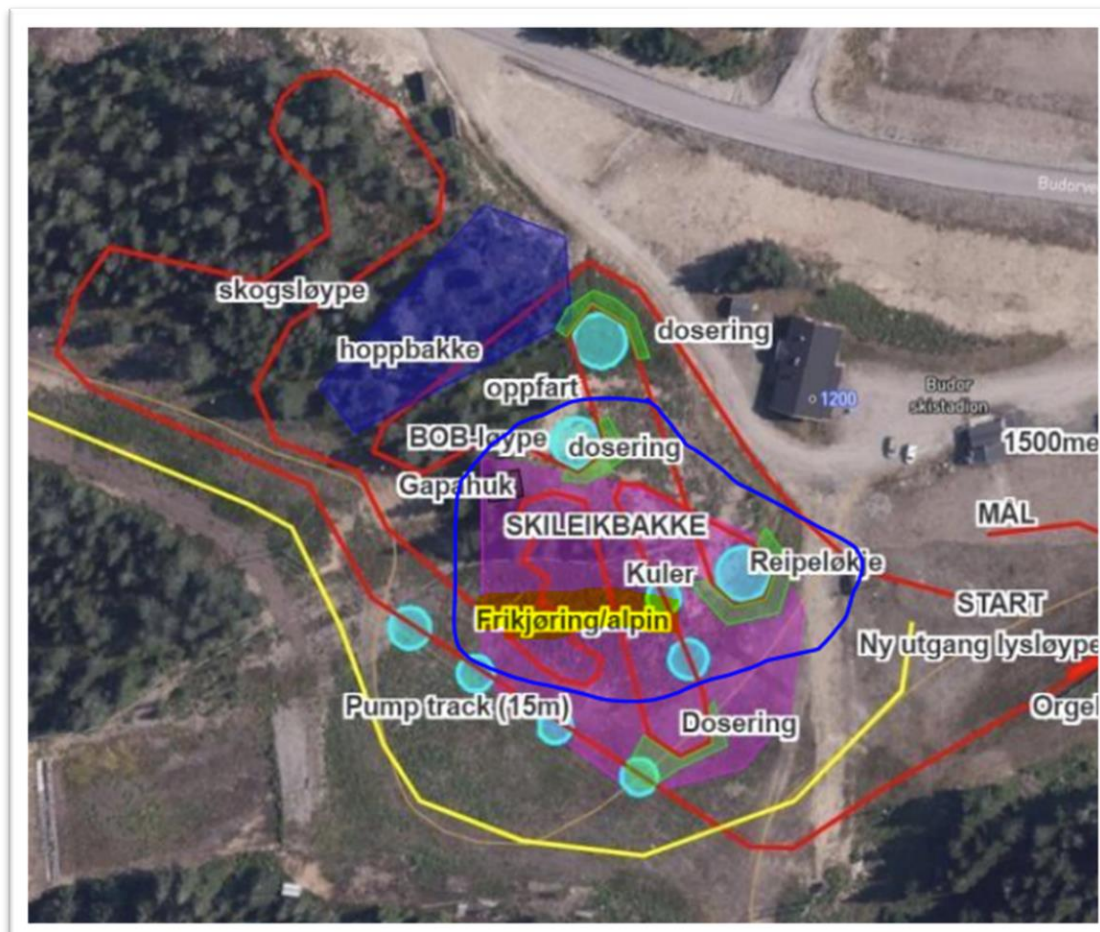 Budorve
skogsløype
dosering
hoppbakke
oppfart
1200
Budor
skistadion
BOB-løype
dosering
1500me
Gapahuk
MÅL
SKILEIKBAKKE
Reipeløkje
Kuler
START
Frikjøring/alpin
Ny utgang lysløype
Pump track (15m)
Orgel
Dosering